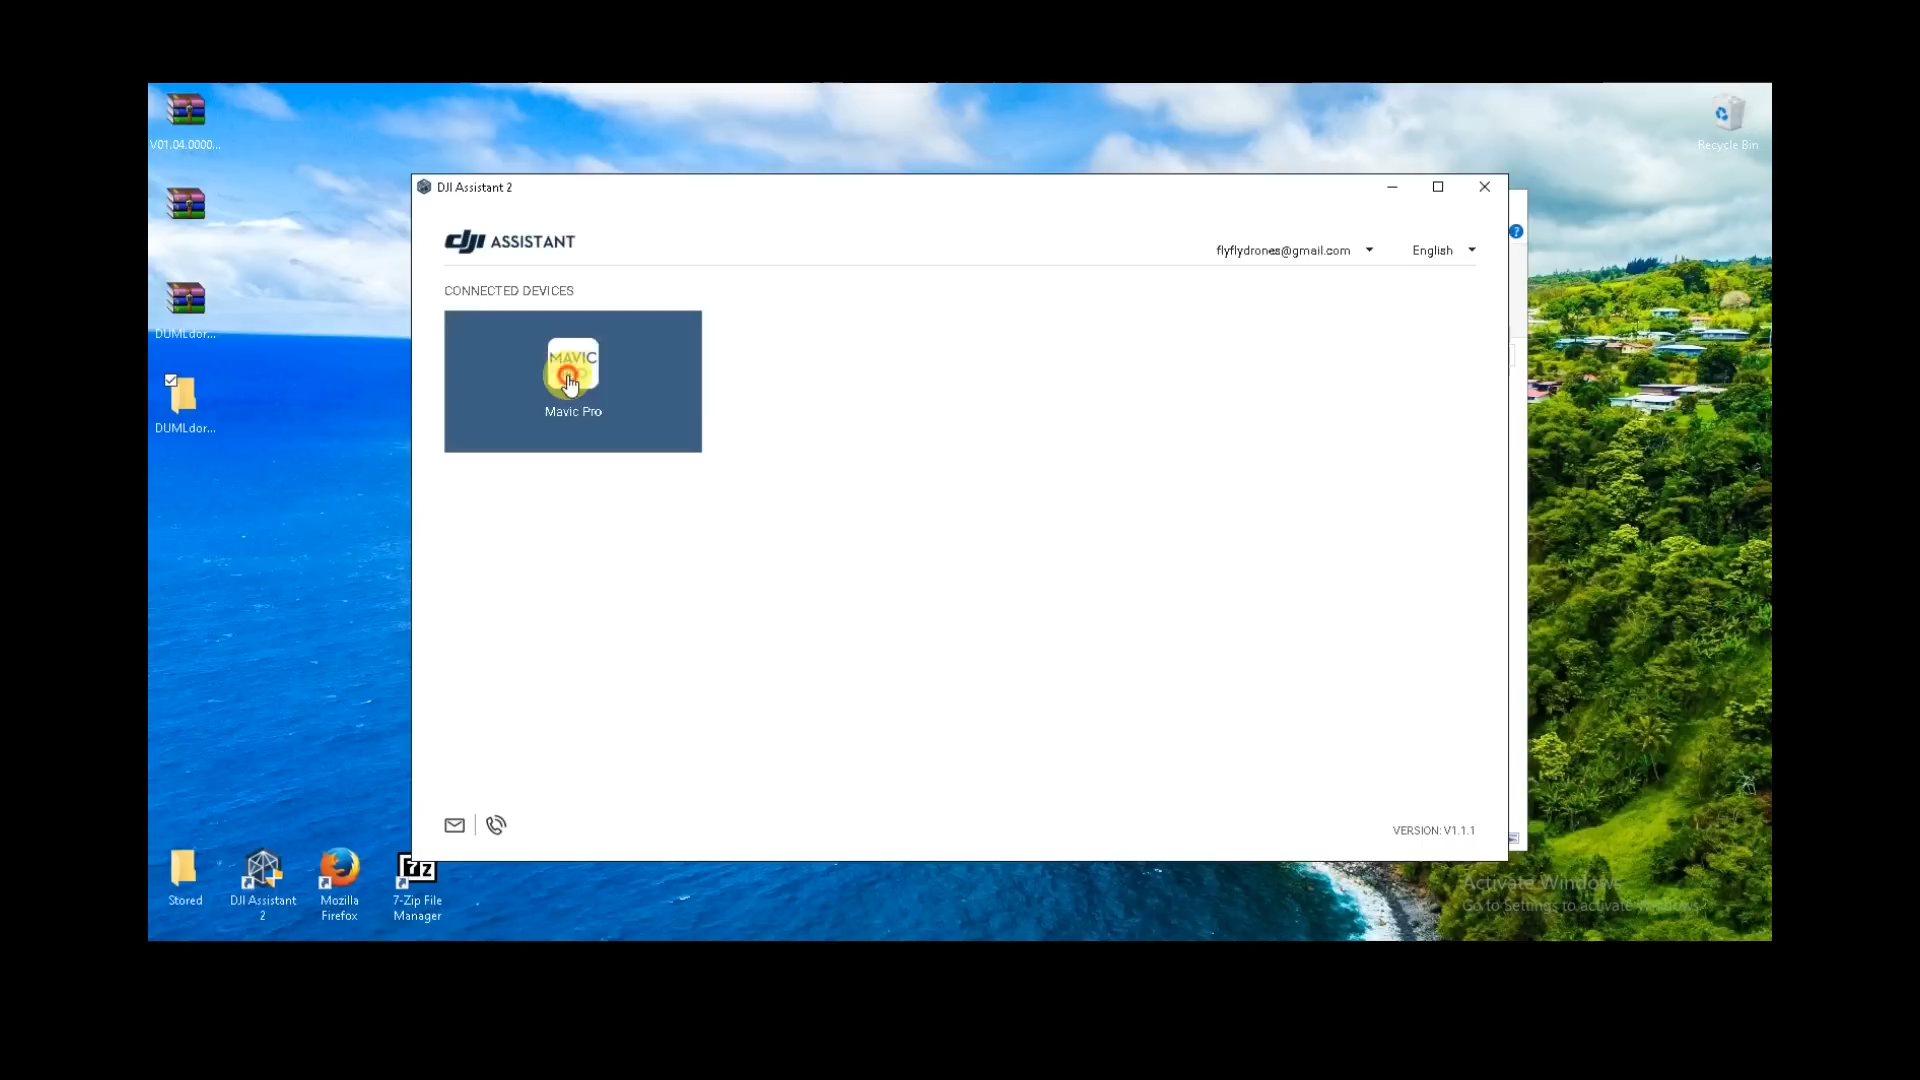 V01.04.0000...
Recycle Bin
DJI Assistant 2
dji ASSISTANT
flyflydrones@gmail.com
English
CONNECTED DEVICES
MAVIC
Mavic Pro
DUMLdor...
DUMLdor...
VERSION: V1.1.1
Activate Windows
Go to Settings to activate Windows.
Stored
DJI Assistant
2
Mozilla
Firefox
7z
7-Zip File
Manager